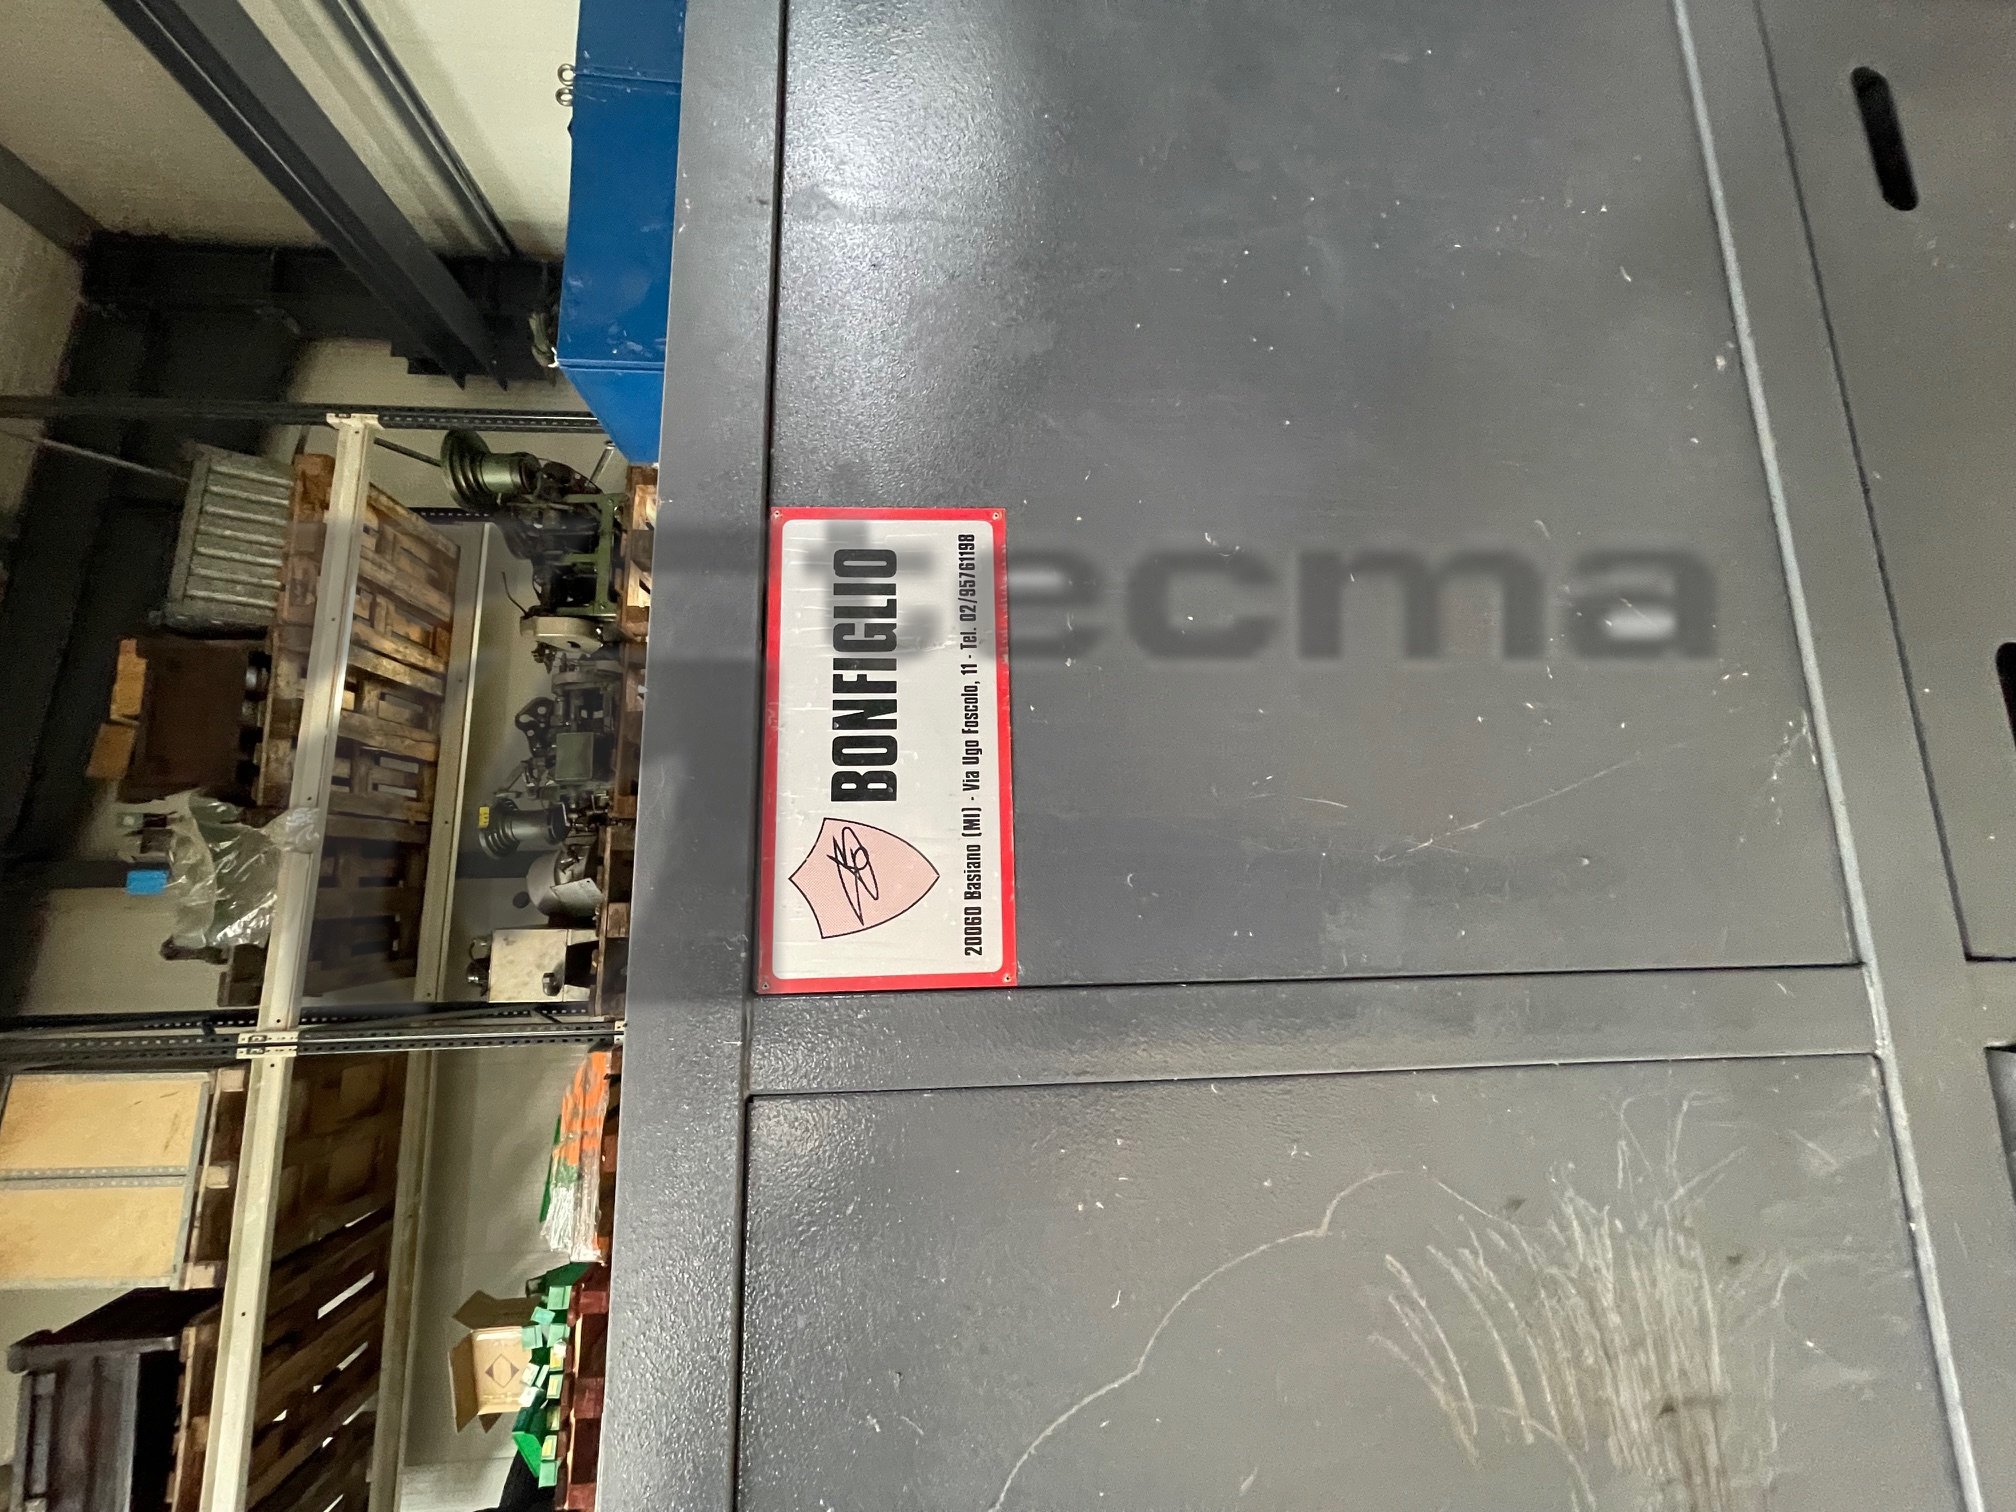 BONFIGLIO
20060 Basiano (MI) - Via Ugo Foscolo, 11 - Tel. 02/95761198
tecma